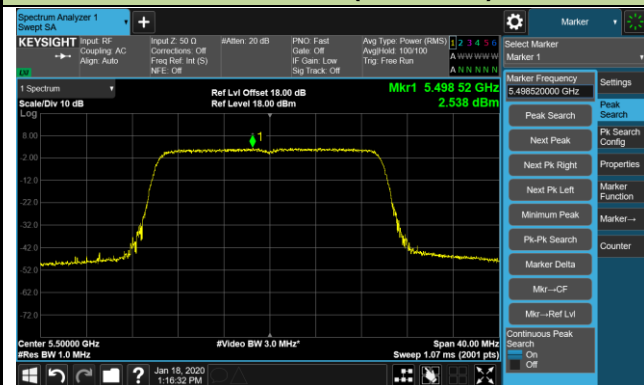 Spectrum Analyzer 1
Swept SA
Marker
KEYSIGHT
Input: RF
Coupling: AC
Align: Auto
Input Z: 50 Ω
Corrections: Off
Freq Ref: Int (S)
NFE: Off
#Atten: 20 dB
PNO: Fast
Gate: Off
IF Gain: Low
Sig Track: Off
Avg Type: Power (RMS)
Avg|Hold: 100/100
Trig: Free Run
1 2 3 4 5 6
A W W W W W
A N N N N N
Select Marker
Marker 1
1 Spectrum
Scale/Div 10 dB
Log
Ref Lvl Offset 18.00 dB
Ref Level 18.00 dBm
Mkr1 5.498 52 GHz
2.538 dBm
8.00
-2.00
-12.0
-22.0
-32.0
-42.0
-52.0
-62.0
-72.0
1
Center 5.50000 GHz
#Res BW 1.0 MHz
#Video BW 3.0 MHz*
Span 40.00 MHz
Sweep 1.07 ms (2001 pts)
Marker Frequency
5.498520000 GHz
Peak Search
Next Peak
Next Pk Right
Next Pk Left
Minimum Peak
Pk-Pk Search
Marker Delta
Mkr→CF
Mkr→Ref Lvl
Continuous Peak
Search
On
Off
Settings
Peak
Search
Pk Search
Config
Properties
Marker
Function
Marker→
Counter
Jan 18, 2020
1:16:32 PM